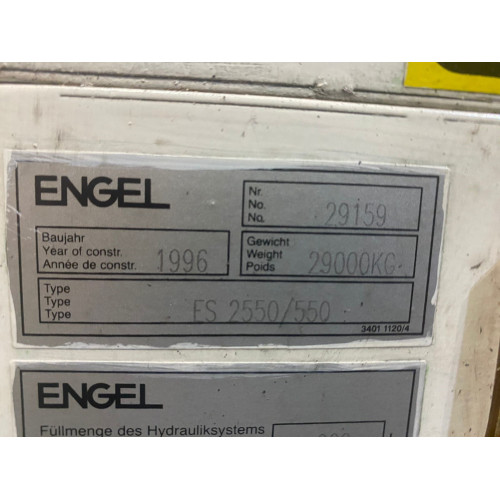 ENGEL
Nr.
No.
No. 29159
Baujahr
Year of constr.
Année de constr. 1996
Gewicht
Weight
Poids 29000KG
Type
Type
Type ES 2550/550
3401 1120/4
ENGEL
Füllmenge des Hydrauliksystems